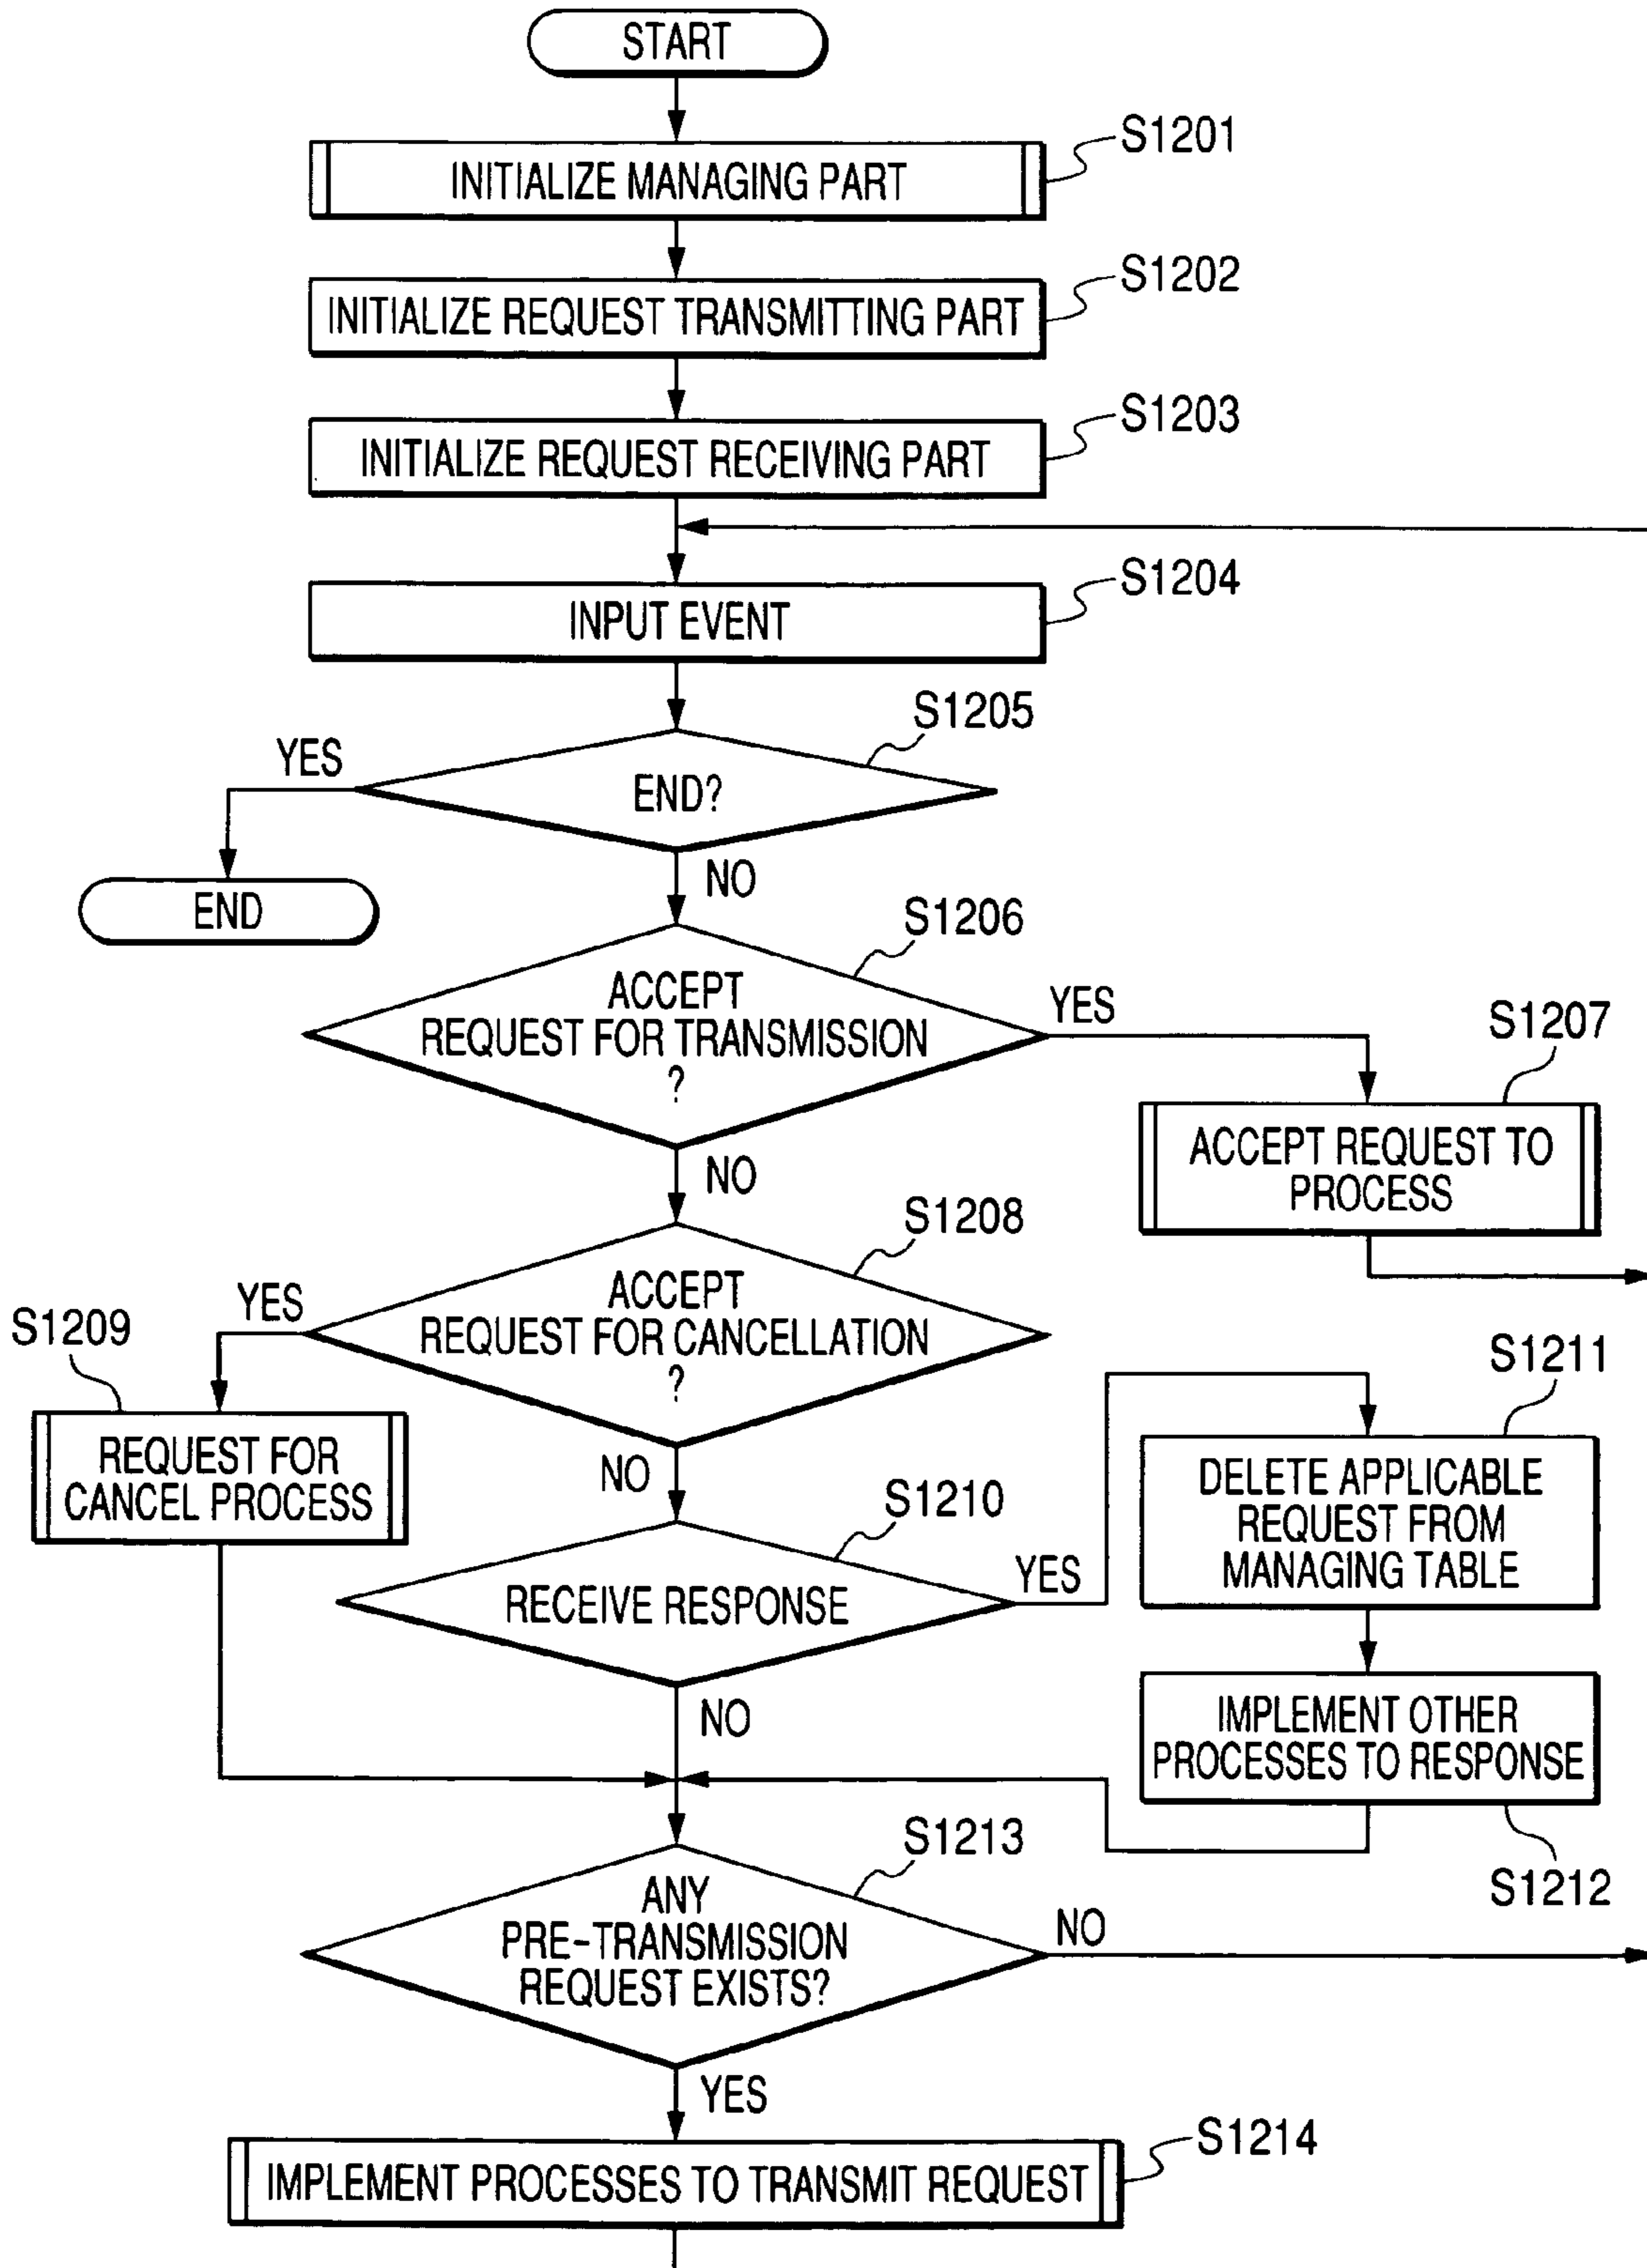 START
S1201
INITIALIZE MANAGING PART
S1202
INITIALIZE REQUEST TRANSMITTING PART
S1203
INITIALIZE REQUEST RECEIVING PART
S1204
INPUT EVENT
S1205
YES
END?
NO
END
S1206
ACCEPT
REQUEST FOR TRANSMISSION
?
YES
S1207
ACCEPT REQUEST TO
PROCESS
NO
S1208
ACCEPT
REQUEST FOR CANCELLATION
?
YES
S1209
REQUEST FOR
CANCEL PROCESS
NO
S1210
RECEIVE RESPONSE
YES
S1211
DELETE APPLICABLE
REQUEST FROM
MANAGING TABLE
IMPLEMENT OTHER
PROCESSES TO RESPONSE
S1212
NO
S1213
ANY
PRE-TRANSMISSION
REQUEST EXISTS?
NO
YES
S1214
IMPLEMENT PROCESSES TO TRANSMIT REQUEST